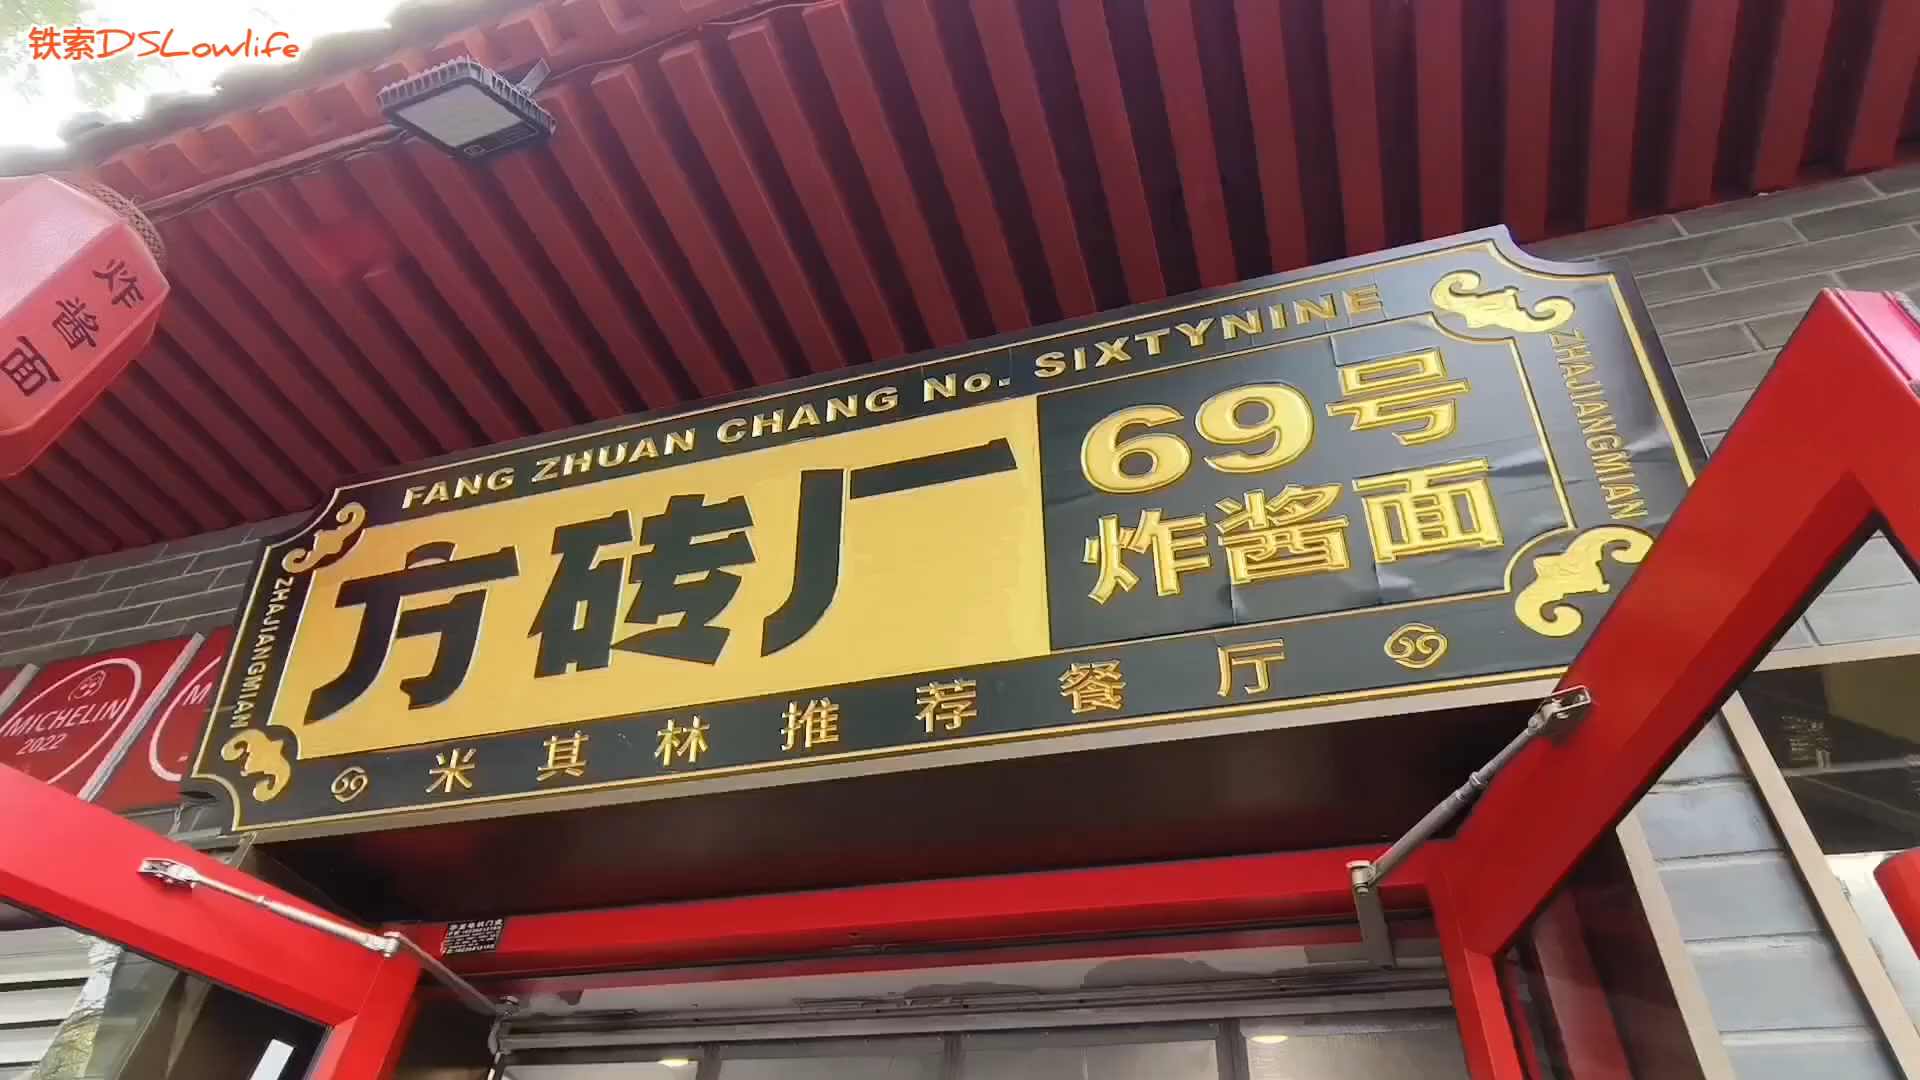 铁索DSLowlife
炸酱面
FANG ZHUAN CHANG No. SIXTYNINE
方砖厂
69号
炸酱面
ZHAJIANGMIAN
ZHAJIANGMIAN
69 米其林推荐餐厅 69
MICHELIN
2022
M